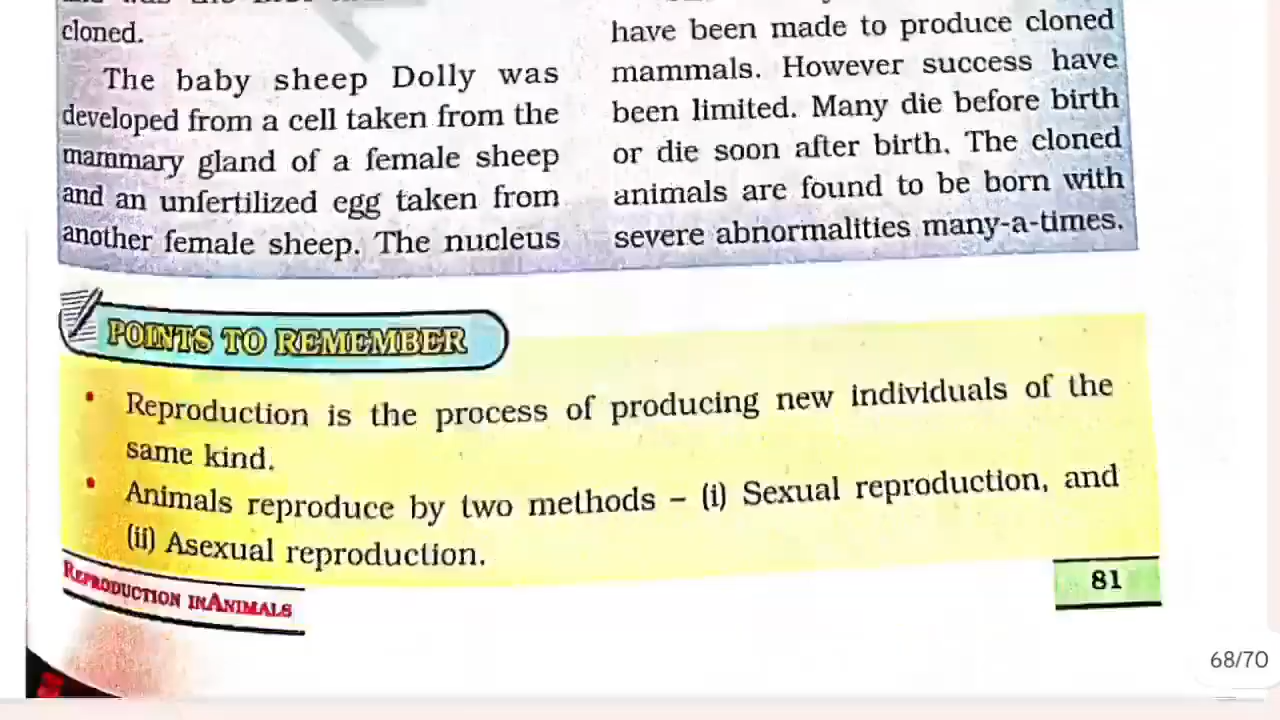 cloned.
The baby sheep Dolly was
developed from a cell taken from the
mammary gland of a female sheep
and an unfertilized egg taken from
another female sheep. The nucleus
have been made to produce cloned
mammals. However success have
been limited. Many die before birth
or die soon after birth. The cloned
animals are found to be born with
severe abnormalities many-a-times.
POINTS TO REMEMBER
• Reproduction is the process of producing new individuals of the
same kind.
• Animals reproduce by two methods – (i) Sexual reproduction, and
(ii) Asexual reproduction.
REPRODUCTION IN ANIMALS
81
68/70